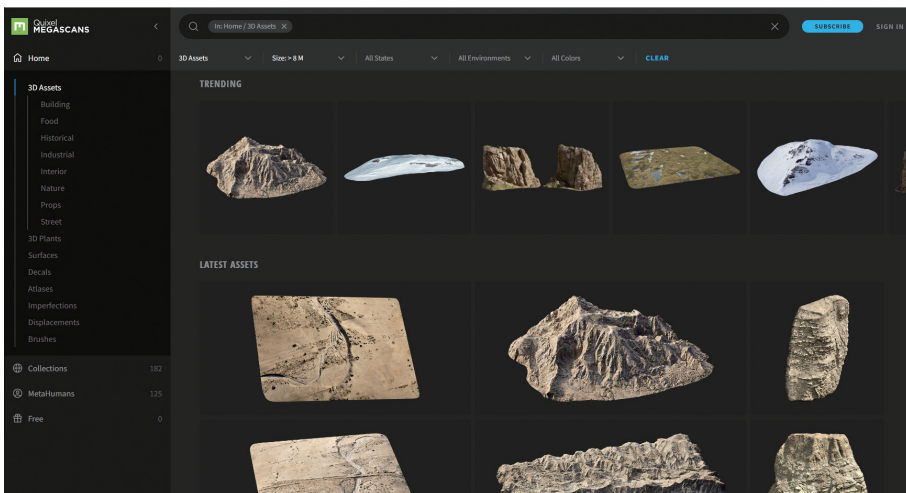 Quixel
MEGASCANS
In: Home / 3D Assets
SUBSCRIBE
SIGN IN
Home
0
3D Assets
Size: > 8 M
All States
All Environments
All Colors
CLEAR
3D Assets
Building
Food
Historical
Industrial
Interior
Nature
Props
Street
3D Plants
Surfaces
Decals
Atlases
Imperfections
Displacements
Brushes
Collections
182
MetaHumans
125
Free
0
TRENDING
LATEST ASSETS